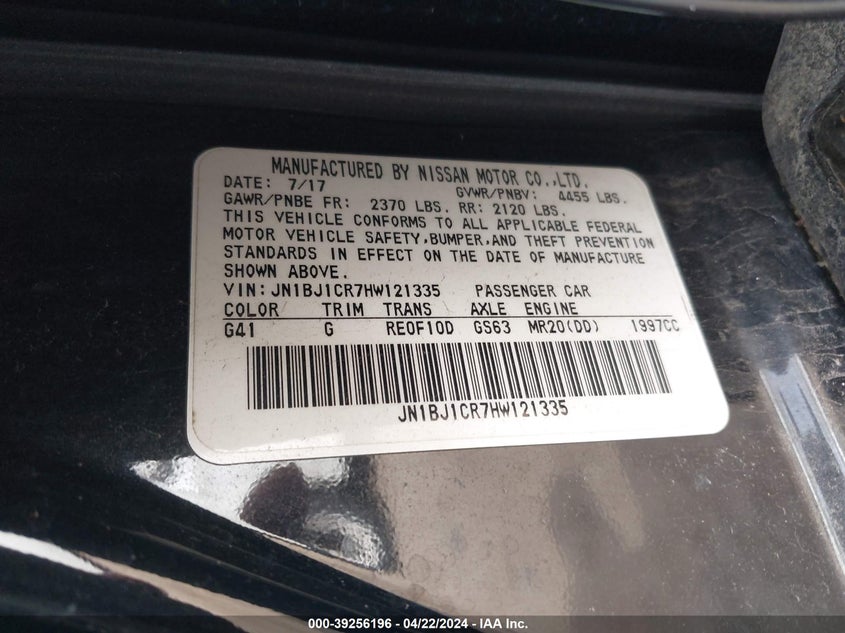 MANUFACTURED BY NISSAN MOTOR CO.,LTD.
DATE: 7/17 GVWR/PNBV: 4455 LBS.
GAWR/PNBE FR: 2370 LBS. RR: 2120 LBS.
THIS VEHICLE CONFORMS TO ALL APPLICABLE FEDERAL
MOTOR VEHICLE SAFETY,BUMPER,AND THEFT PREVENTION
STANDARDS IN EFFECT ON THE DATE OF MANUFACTURE
SHOWN ABOVE.
VIN: JN1BJ1CR7HW121335 PASSENGER CAR
COLOR TRIM TRANS AXLE ENGINE
G41 G RE0F10D GS63 MR20(DD) 1997CC
JN1BJ1CR7HW121335
000-39256196 - 04/22/2024 - IAA Inc.